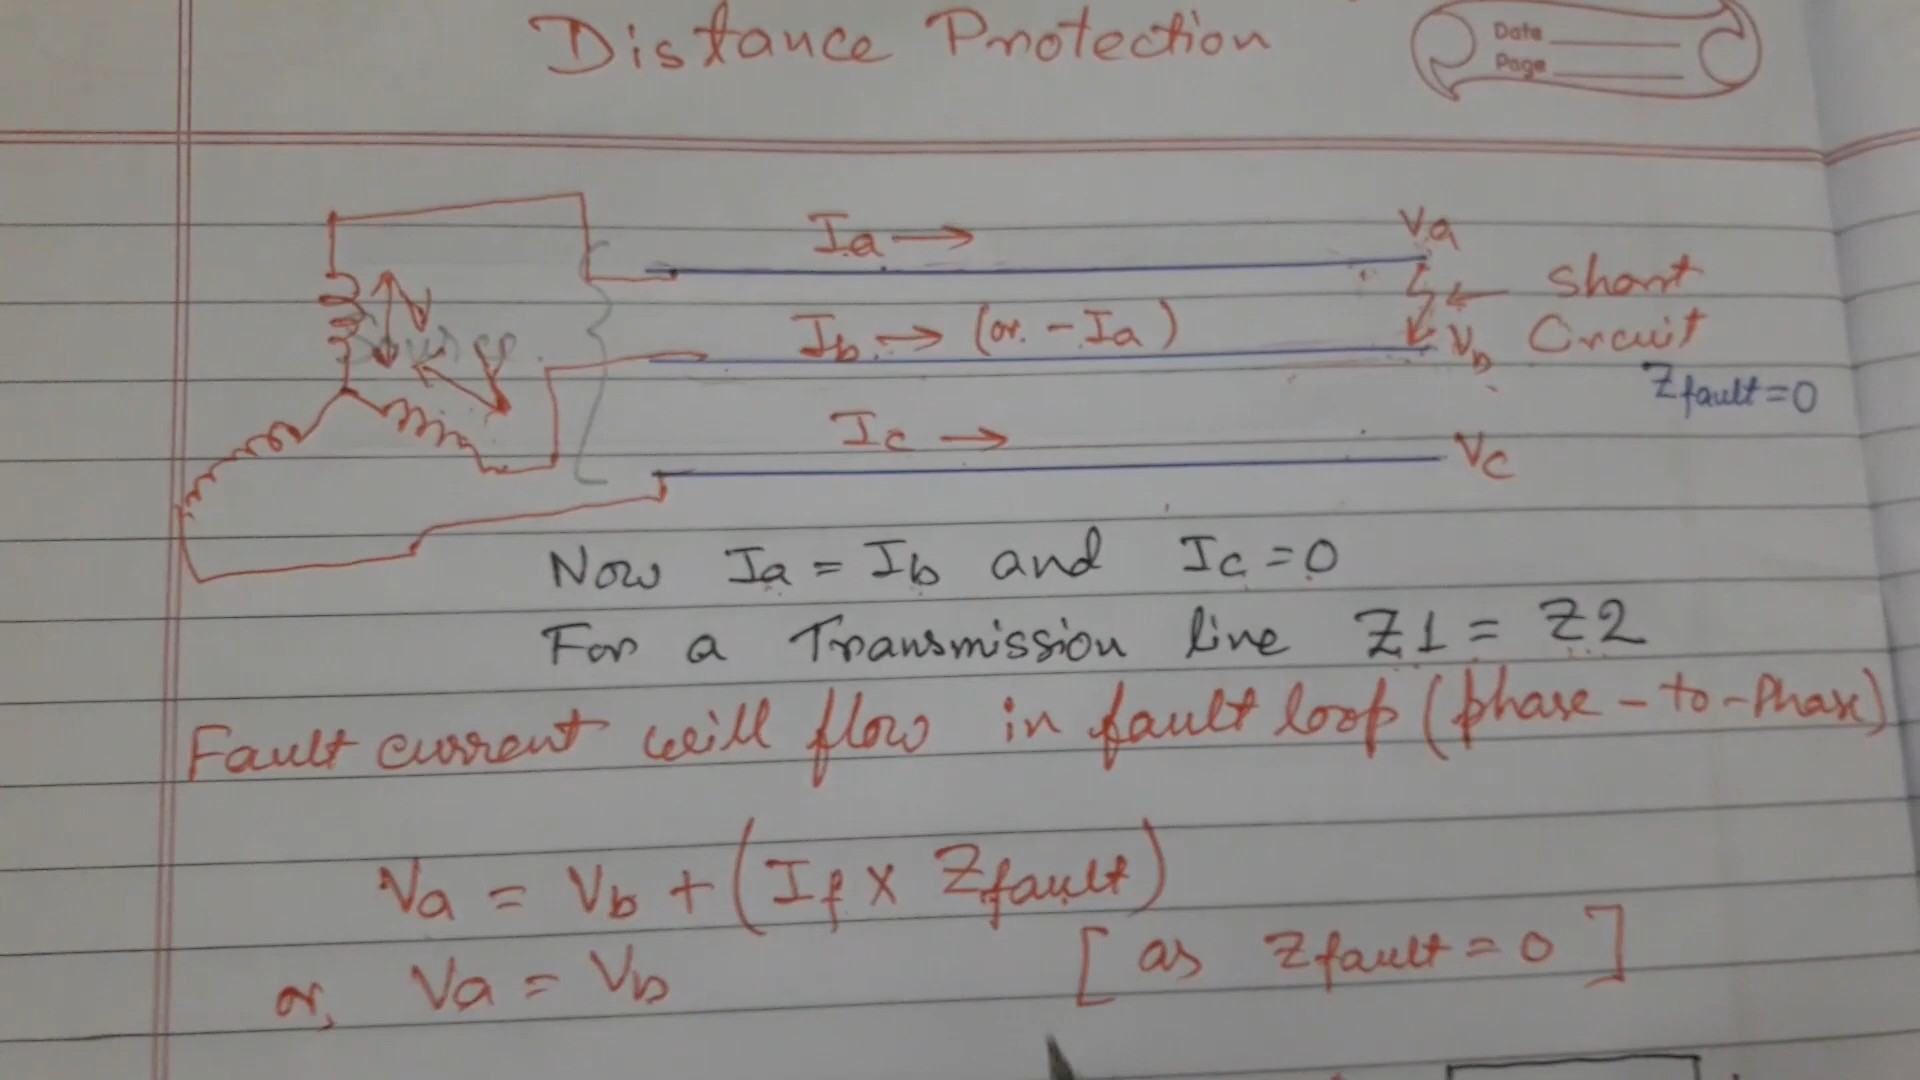 Distance Protection
Date
Page
Ia → Va
← Short
Ib → (or -Ia) Vb Circuit
Zfault=0
Ic → Vc
V
Now Ia = Ib and Ic = 0
For a Transmission line Z1 = Z2
Fault current will flow in fault loop (phase-to-Phase)
Va = Vb + (If x Zfault)
or, Va = Vb [as Zfault = 0]